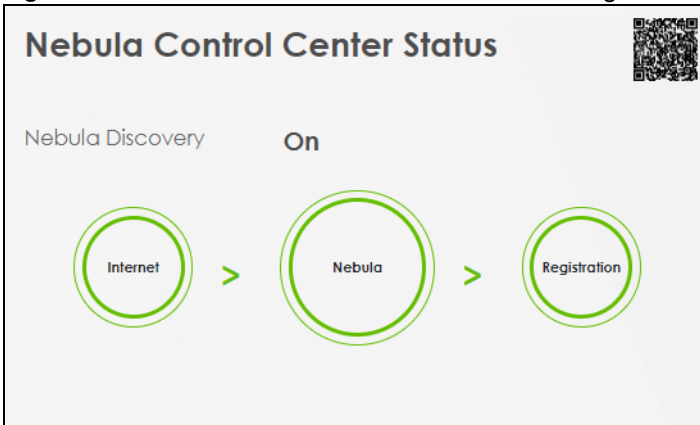 Nebula Control Center Status
Nebula Discovery On
Internet > Nebula > Registration